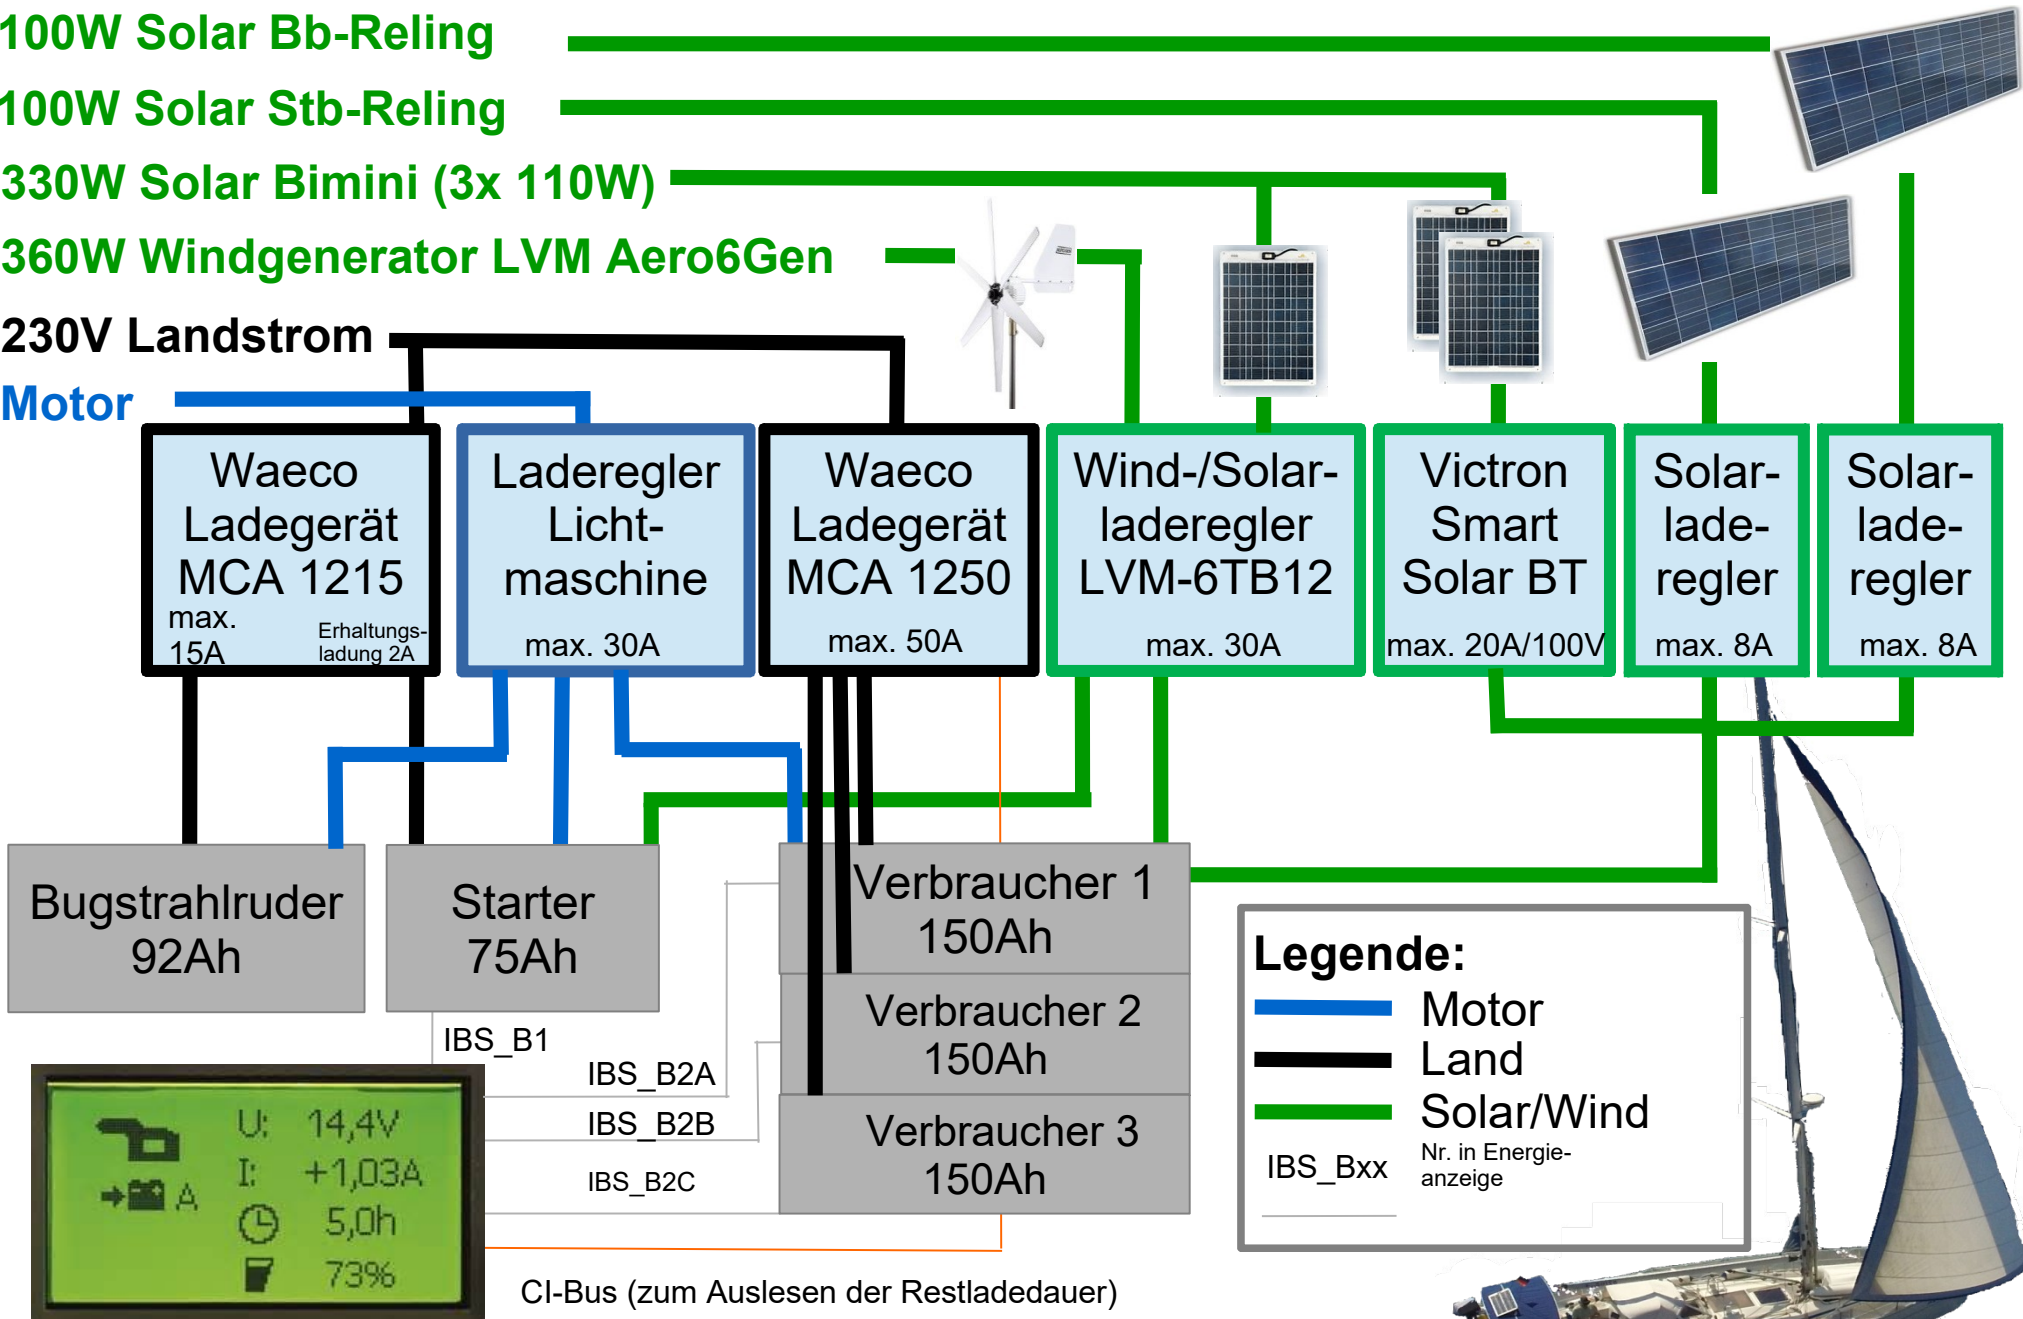 100W Solar Bb-Reling
100W Solar Stb-Reling
330W Solar Bimini (3x 110W)
360W Windgenerator LVM Aero6Gen
230V Landstrom
Motor
Waeco
Ladegerät
MCA 1215
max.
15A
Erhaltungs-
ladung 2A
Laderegler
Licht-
maschine
max. 30A
Waeco
Ladegerät
MCA 1250
max. 50A
Wind-/Solar-
laderegler
LVM-6TB12
max. 30A
Victron
Smart
Solar BT
max. 20A/100V
Solar-
lade-
regler
max. 8A
Solar-
lade-
regler
max. 8A
Bugstrahlruder
92Ah
Starter
75Ah
Verbraucher 1
150Ah
Verbraucher 2
150Ah
Verbraucher 3
150Ah
IBS_B1
IBS_B2A
IBS_B2B
IBS_B2C
U: 14,4V
I: +1,03A
A
5,0h
73%
CI-Bus (zum Auslesen der Restladedauer)
Legende:
Motor
Land
Solar/Wind
IBS_Bxx
Nr. in Energie-
anzeige